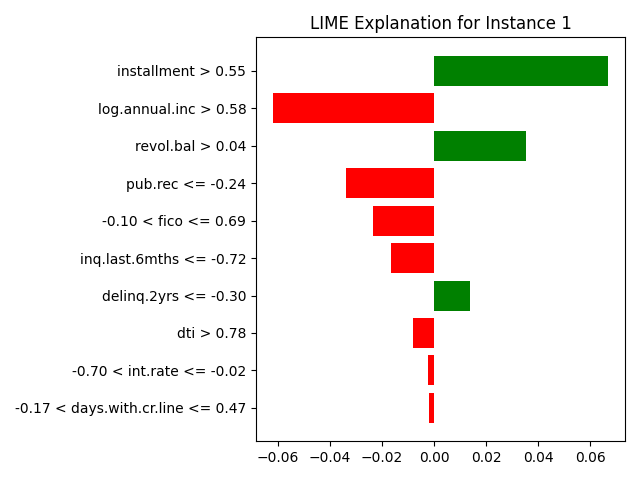 LIME Explanation for Instance 1
installment > 0.55
log.annual.inc > 0.58
revol.bal > 0.04
pub.rec <= -0.24
-0.10 < fico <= 0.69
inq.last.6mths <= -0.72
delinq.2yrs <= -0.30
dti > 0.78
-0.70 < int.rate <= -0.02
-0.17 < days.with.cr.line <= 0.47
−0.06 −0.04 −0.02 0.00 0.02 0.04 0.06